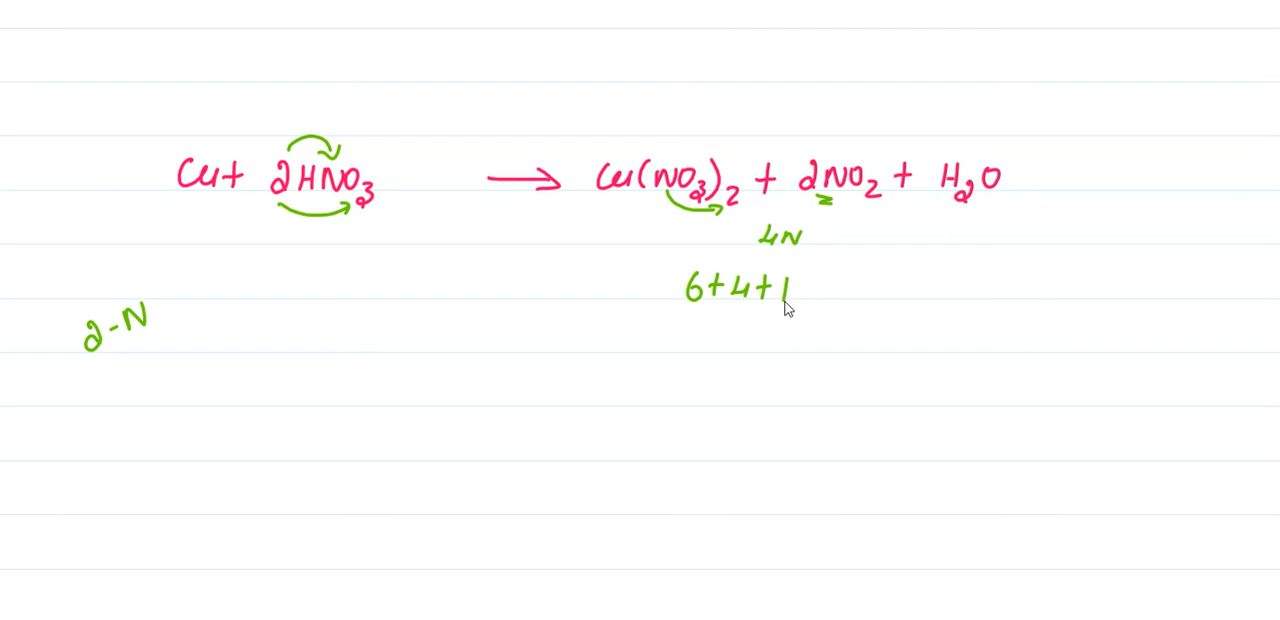 Cu + 2HNO₃ → Cu(NO₃)₂ + 2NO₂ + H₂O
4N
6+4+1
2-N